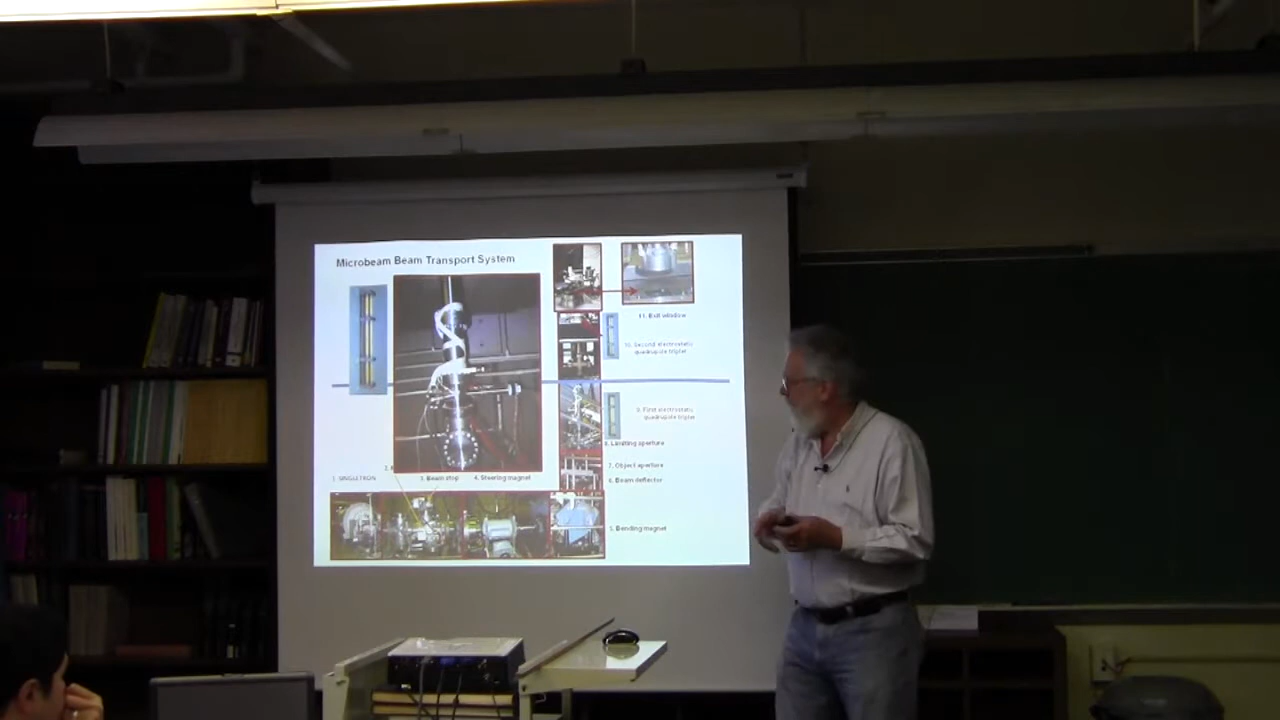 Microbeam Beam Transport System
11. Exit window
10. Second electrostatic
quadrupole triplet
9. First electrostatic
quadrupole triplet
8. Limiting aperture
7. Object aperture
6. Beam deflector
1. SINGLETRON
2.
3. Beam stop
4. Steering magnet
5. Bending magnet